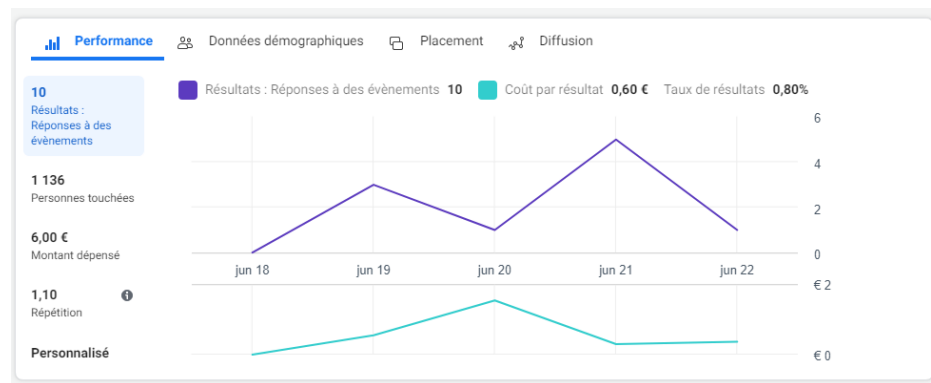 Performance Données démographiques Placement Diffusion
10
Résultats :
Réponses à des
évènements
1 136
Personnes touchées
6,00 €
Montant dépensé
1,10
Répétition
Personnalisé
Résultats : Réponses à des évènements 10 Coût par résultat 0,60 € Taux de résultats 0,80%
6
4
2
0
jun 18 jun 19 jun 20 jun 21 jun 22
€ 2
€ 0